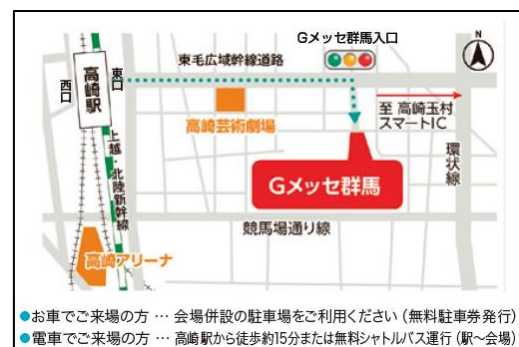 Gメッセ群馬入口
N
東毛広域幹線道路
高崎駅
西口
東口
高崎芸術劇場
至 高崎玉村
スマートIC
環状線
上越・北陸新幹線
Gメッセ群馬
競馬場通り線
高崎アリーナ
●お車でご来場の方 … 会場併設の駐車場をご利用ください (無料駐車券発行)
●電車でご来場の方 … 高崎駅から徒歩約15分または無料シャトルバス運行 (駅〜会場)